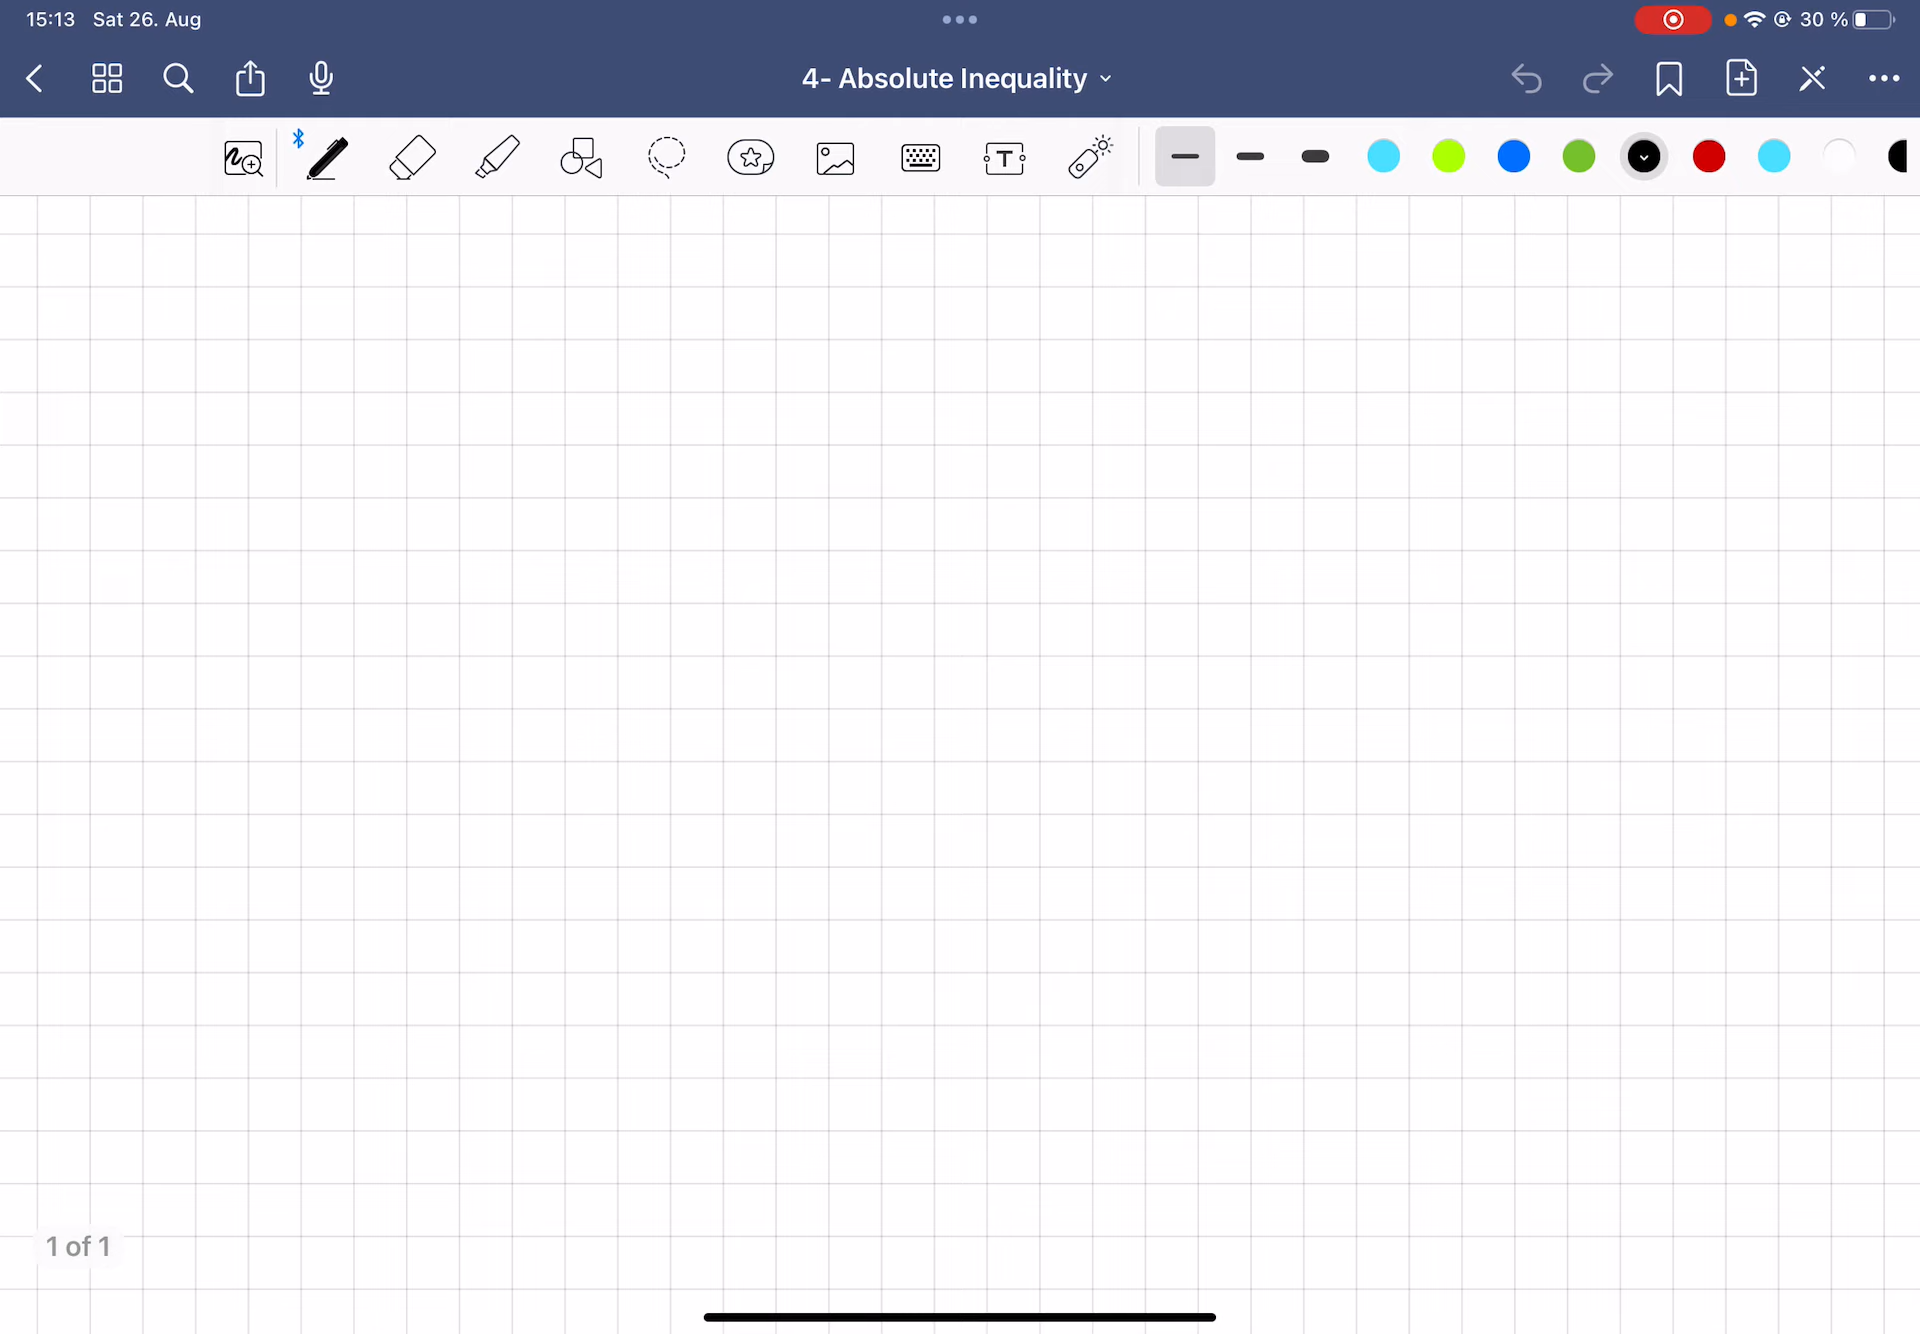 15:13 Sat 26. Aug
30 %
4- Absolute Inequality
T
1 of 1